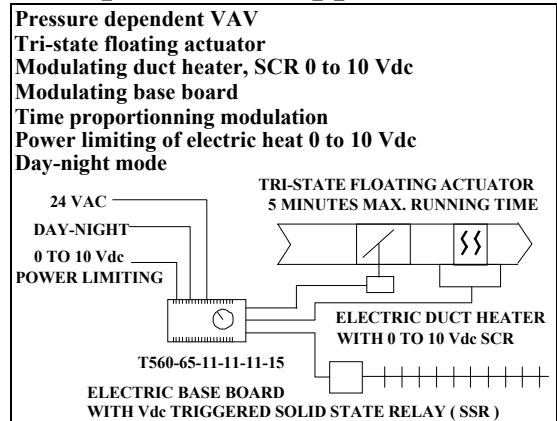 Pressure dependent VAV
Tri-state floating actuator
Modulating duct heater, SCR 0 to 10 Vdc
Modulating base board
Time proportionning modulation
Power limiting of electric heat 0 to 10 Vdc
Day-night mode
TRI-STATE FLOATING ACTUATOR
5 MINUTES MAX. RUNNING TIME
24 VAC
DAY-NIGHT
0 TO 10 Vdc
POWER LIMITING
ELECTRIC DUCT HEATER
WITH 0 TO 10 Vdc SCR
T560-65-11-11-11-15
ELECTRIC BASE BOARD
WITH Vdc TRIGGERED SOLID STATE RELAY ( SSR )